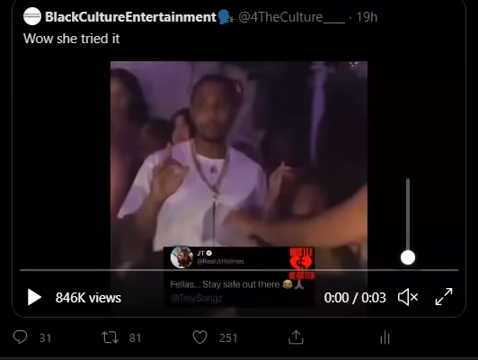 BlackCultureEntertainment🗣 @4TheCulture___ · 19h
Wow she tried it
JT
@RealJtHolmes
Fellas... Stay safe out there 😂🙏🏽
@TreySongz
846K views
0:00 / 0:03
31 81 251